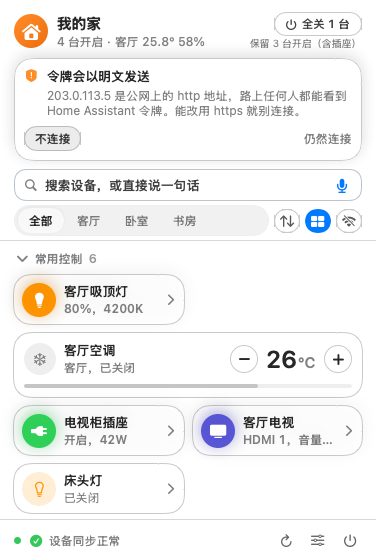 我的家
全关 1 台
4 台开启 · 客厅 25.8° 58%
保留 3 台开启（含插座）
令牌会以明文发送
203.0.113.5 是公网上的 http 地址，路上任何人都能看到
Home Assistant 令牌。能改用 https 就别连接。
不连接
仍然连接
搜索设备，或直接说一句话
全部 客厅 卧室 书房
常用控制 6
客厅吸顶灯
80%，4200K
客厅空调
客厅，已关闭
26°C
电视柜插座
开启，42W
客厅电视
HDMI 1，音量...
床头灯
已关闭
设备同步正常